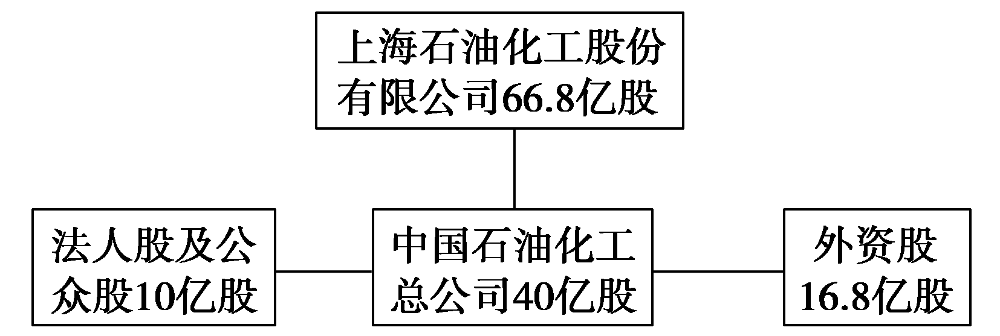 上海石油化工股份
有限公司66.8亿股
法人股及公
众股10亿股
中国石油化工
总公司40亿股
外资股
16.8亿股